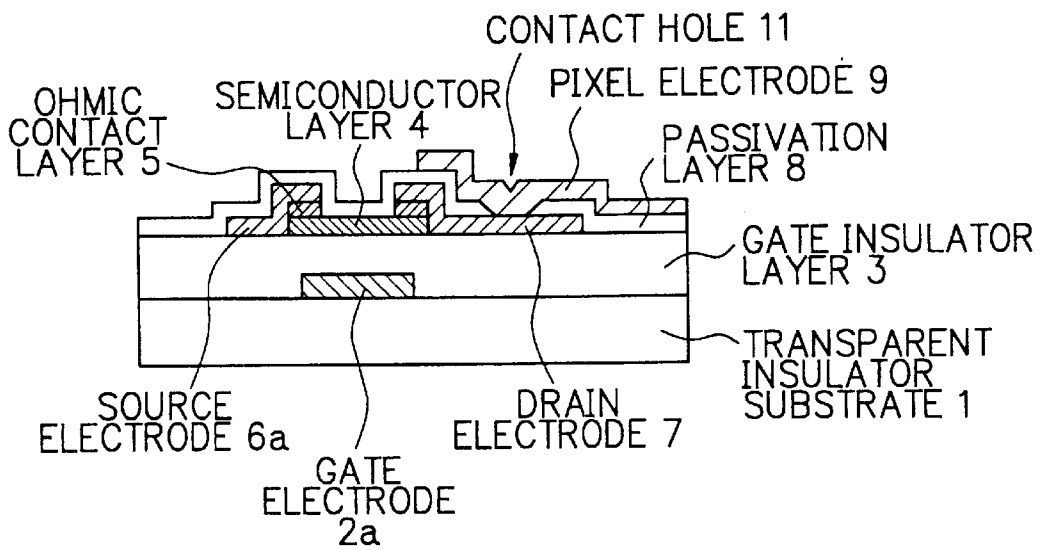 CONTACT HOLE 11
PIXEL ELECTRODE 9
OHMIC
CONTACT
LAYER 5
SEMICONDUCTOR
LAYER 4
PASSIVATION
LAYER 8
GATE INSULATOR
LAYER 3
TRANSPARENT
INSULATOR
SUBSTRATE 1
SOURCE
ELECTRODE 6a
DRAIN
ELECTRODE 7
GATE
ELECTRODE
2a